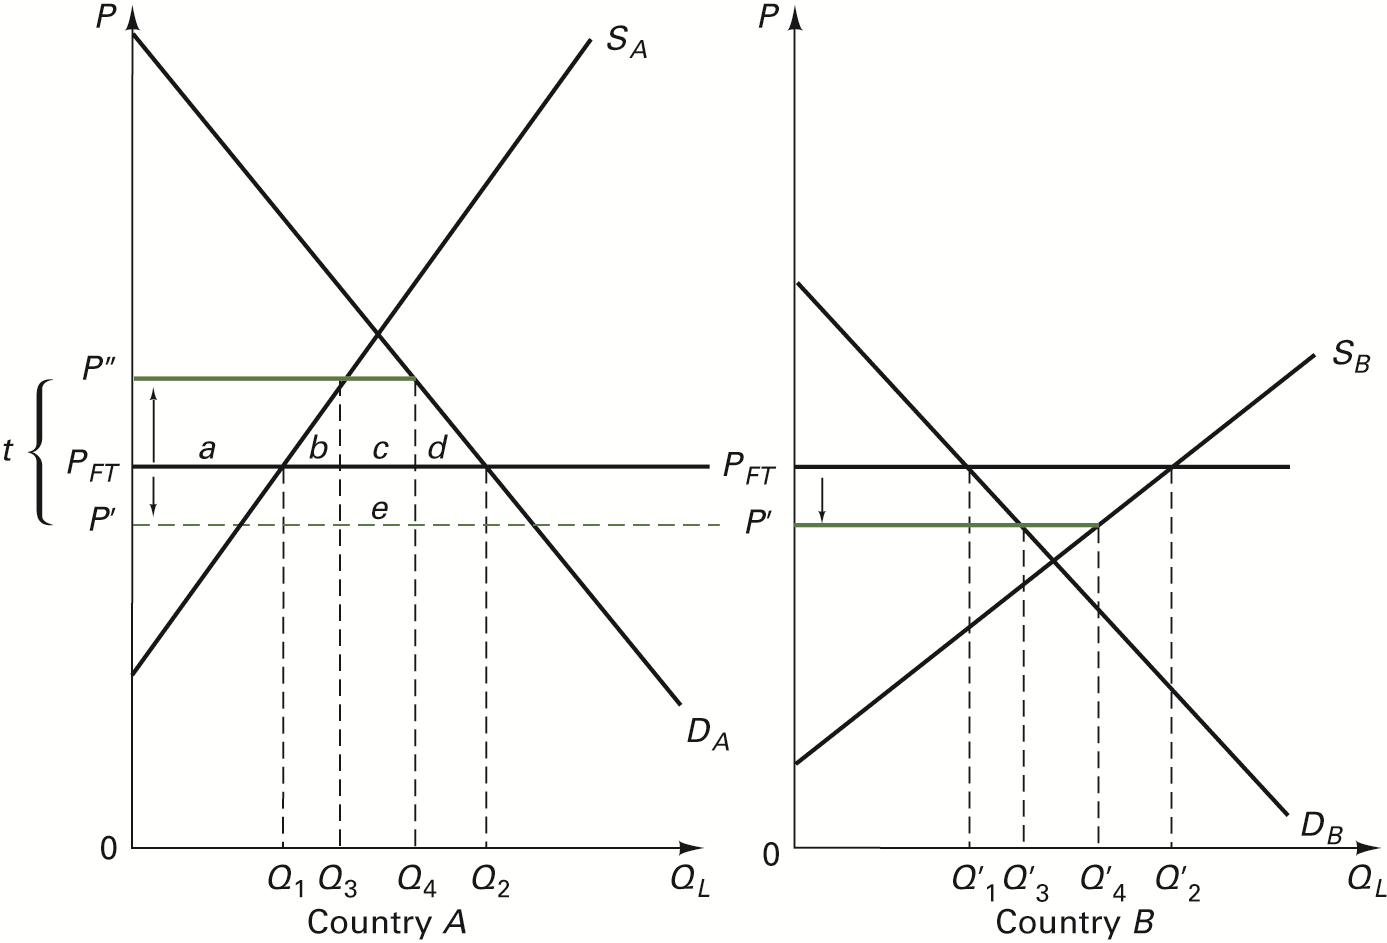 P
S_A
P″
t
a b c d
P_FT
e
P′
D_A
0
Q_1 Q_3 Q_4 Q_2 Q_L
Country A
P
S_B
P_FT
P′
D_B
0
Q′_1 Q′_3 Q′_4 Q′_2 Q_L
Country B